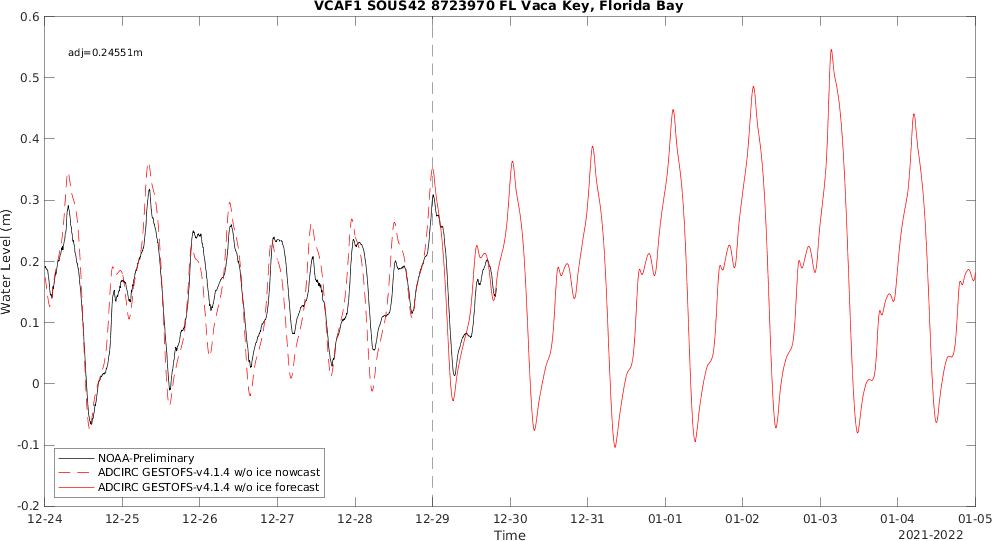 VCAF1 SOUS42 8723970 FL Vaca Key, Florida Bay
adj=0.24551m
0.6
0.5
0.4
0.3
0.2
0.1
0
-0.1
-0.2
Water Level (m)
NOAA-Preliminary
ADCIRC GESTOFS-v4.1.4 w/o ice nowcast
ADCIRC GESTOFS-v4.1.4 w/o ice forecast
12-24 12-25 12-26 12-27 12-28 12-29 12-30 12-31 01-01 01-02 01-03 01-04 01-05
Time
2021-2022